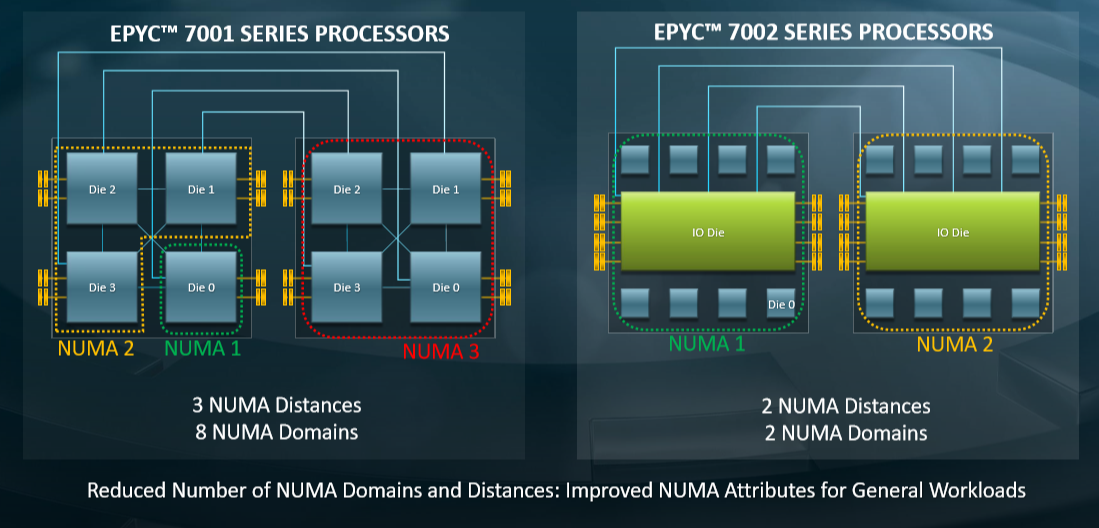 EPYC™ 7001 SERIES PROCESSORS
Die 2
Die 1
Die 3
Die 0
NUMA 2
NUMA 1
Die 2
Die 1
Die 3
Die 0
NUMA 3
3 NUMA Distances
8 NUMA Domains
EPYC™ 7002 SERIES PROCESSORS
IO Die
Die 0
NUMA 1
IO Die
NUMA 2
2 NUMA Distances
2 NUMA Domains
Reduced Number of NUMA Domains and Distances: Improved NUMA Attributes for General Workloads